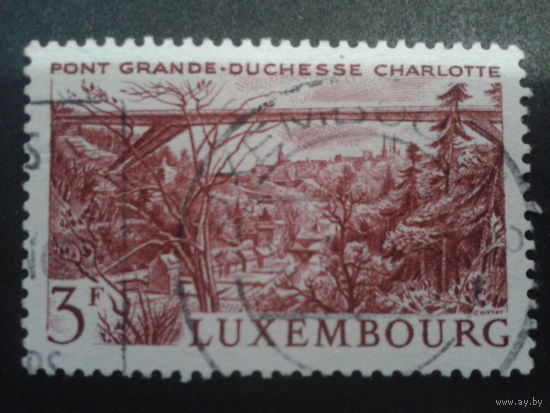 PONT GRANDE-DUCHESSE CHARLOTTE
3F
LUXEMBOURG
COTTET
www.ay.by